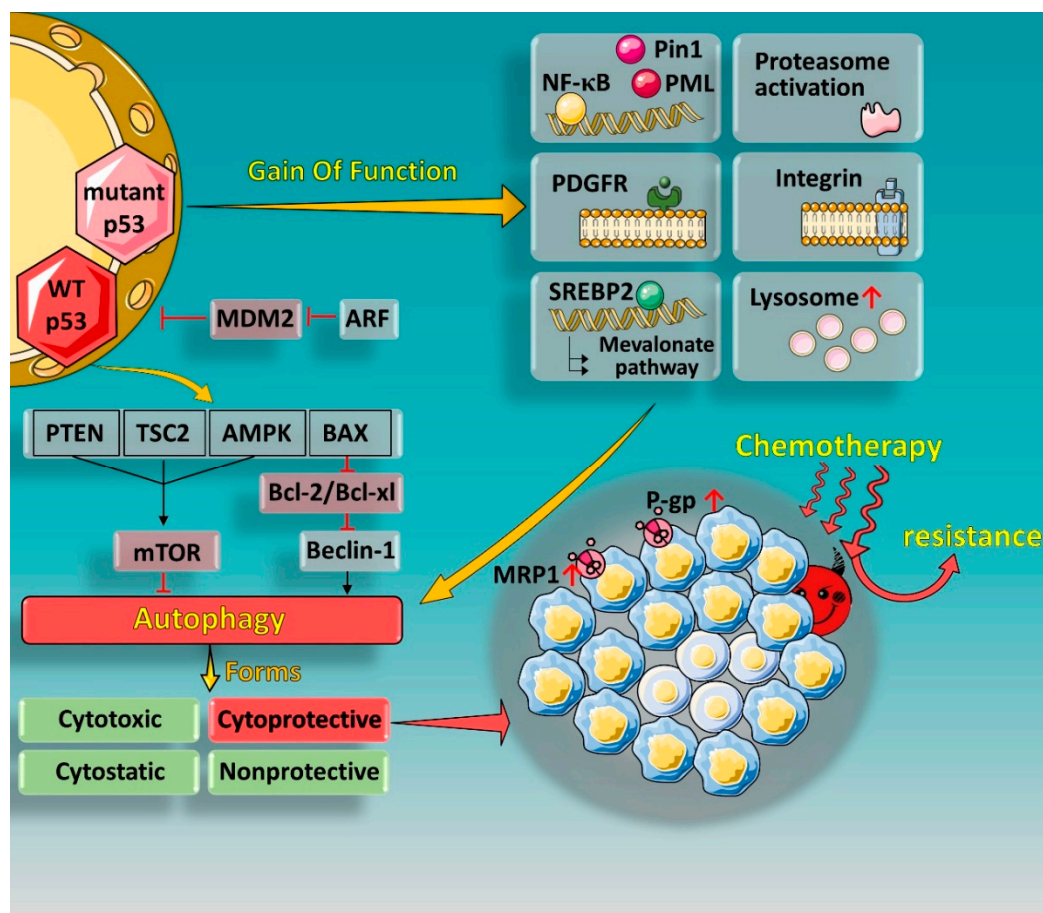 Pin1
NF-κB
PML
Proteasome
activation
mutant
p53
Gain Of Function
PDGFR
Integrin
WT
p53
MDM2
ARF
SREBP2
Mevalonate
pathway
Lysosome
PTEN
TSC2
AMPK
BAX
Bcl-2/Bcl-xl
mTOR
Beclin-1
Autophagy
Forms
Cytotoxic
Cytoprotective
Cytostatic
Nonprotective
Chemotherapy
P-gp
resistance
MRP1